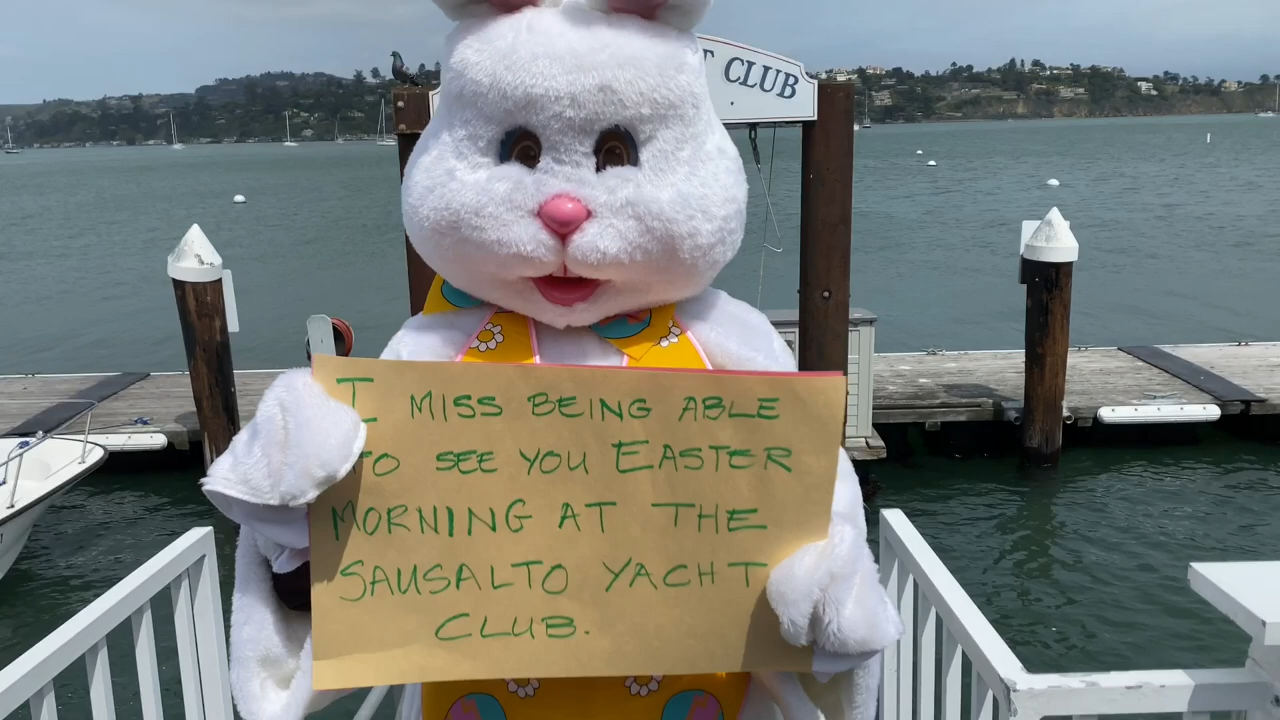 T CLUB
I MISS BEING ABLE
TO SEE YOU EASTER
MORNING AT THE
SAUSALTO YACHT
CLUB.